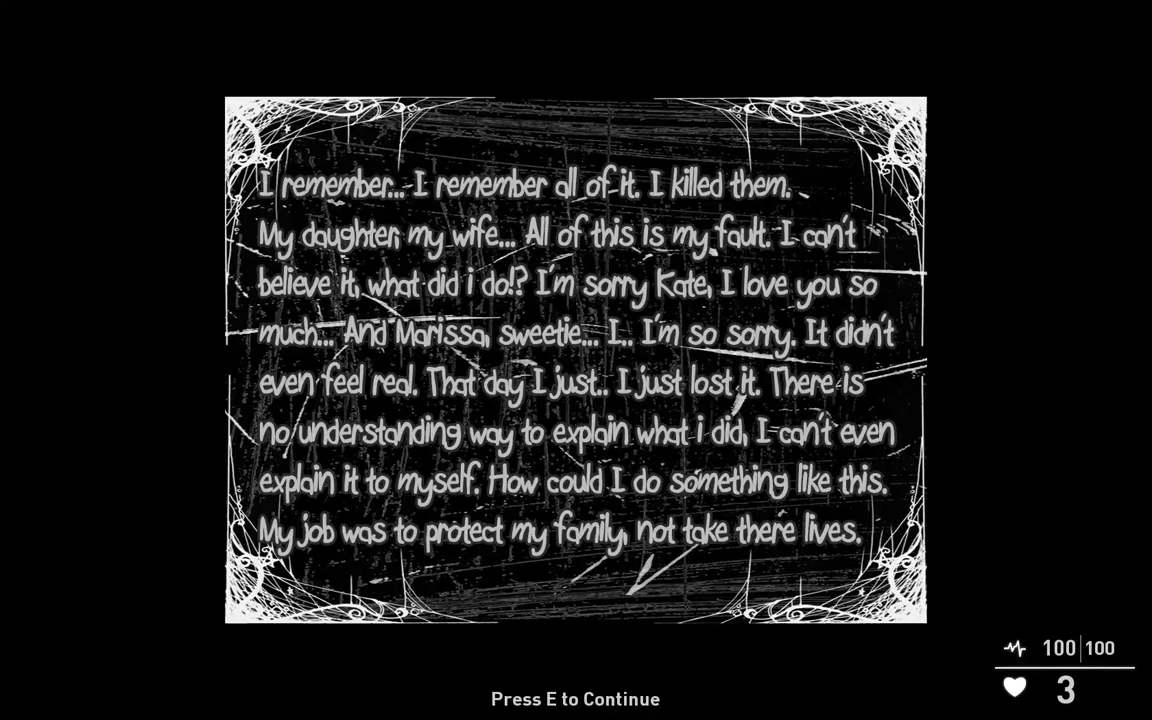 I remember... I remember all of it. I killed them.
My daughter, my wife... All of this is my fault. I can't
believe it, what did i do!? I'm sorry Kate, I love you so
much... And Marissa, sweetie... I.. I'm so sorry. It didn't
even feel real. That day I just.. I just lost it. There is
no understanding way to explain what i did, I can't even
explain it to myself. How could I do something like this.
My job was to protect my family, not take there lives.
100|100
3
Press E to Continue